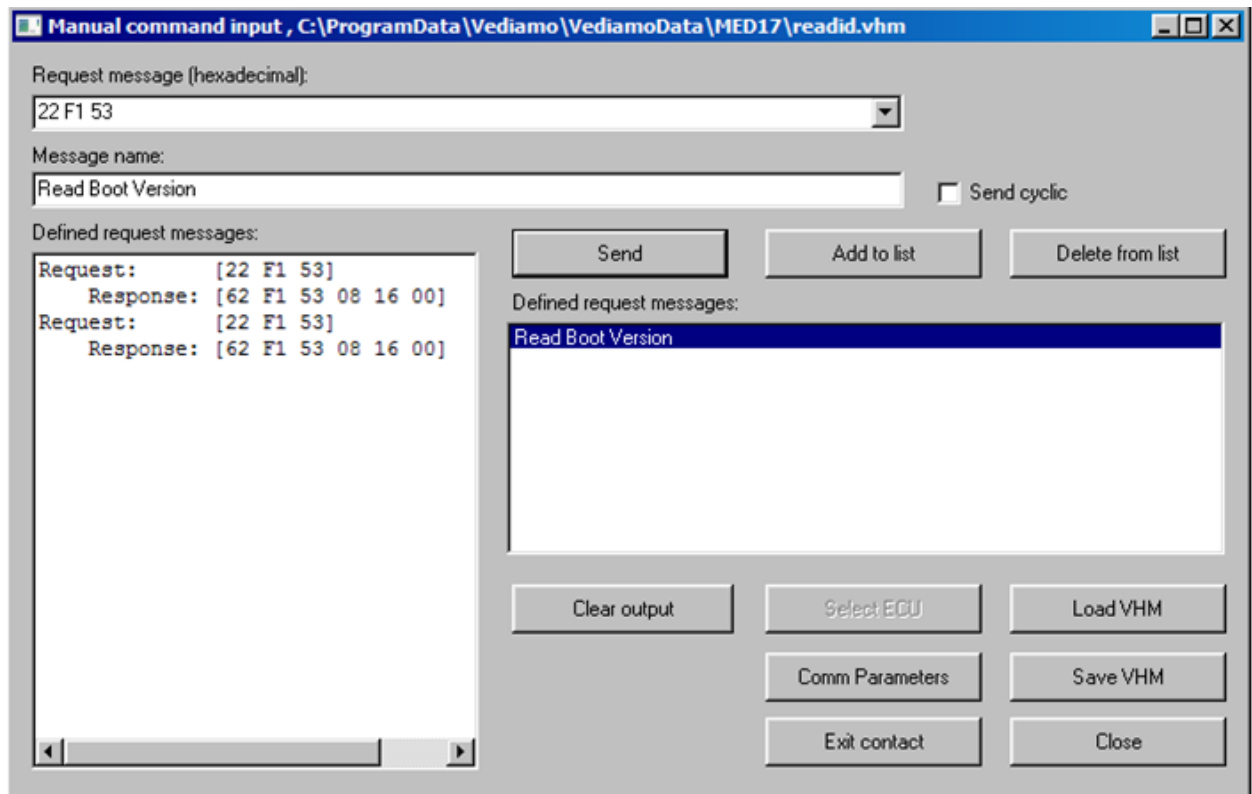 Manual command input , C:\ProgramData\Vediamo\VediamoData\MED17\readid.vhm
Request message (hexadecimal):
22 F1 53
Message name:
Read Boot Version
Send cyclic
Defined request messages:
Request: [22 F1 53]
Response: [62 F1 53 08 16 00]
Request: [22 F1 53]
Response: [62 F1 53 08 16 00]
Send
Add to list
Delete from list
Defined request messages:
Read Boot Version
Clear output
Select ECU
Load VHM
Comm Parameters
Save VHM
Exit contact
Close